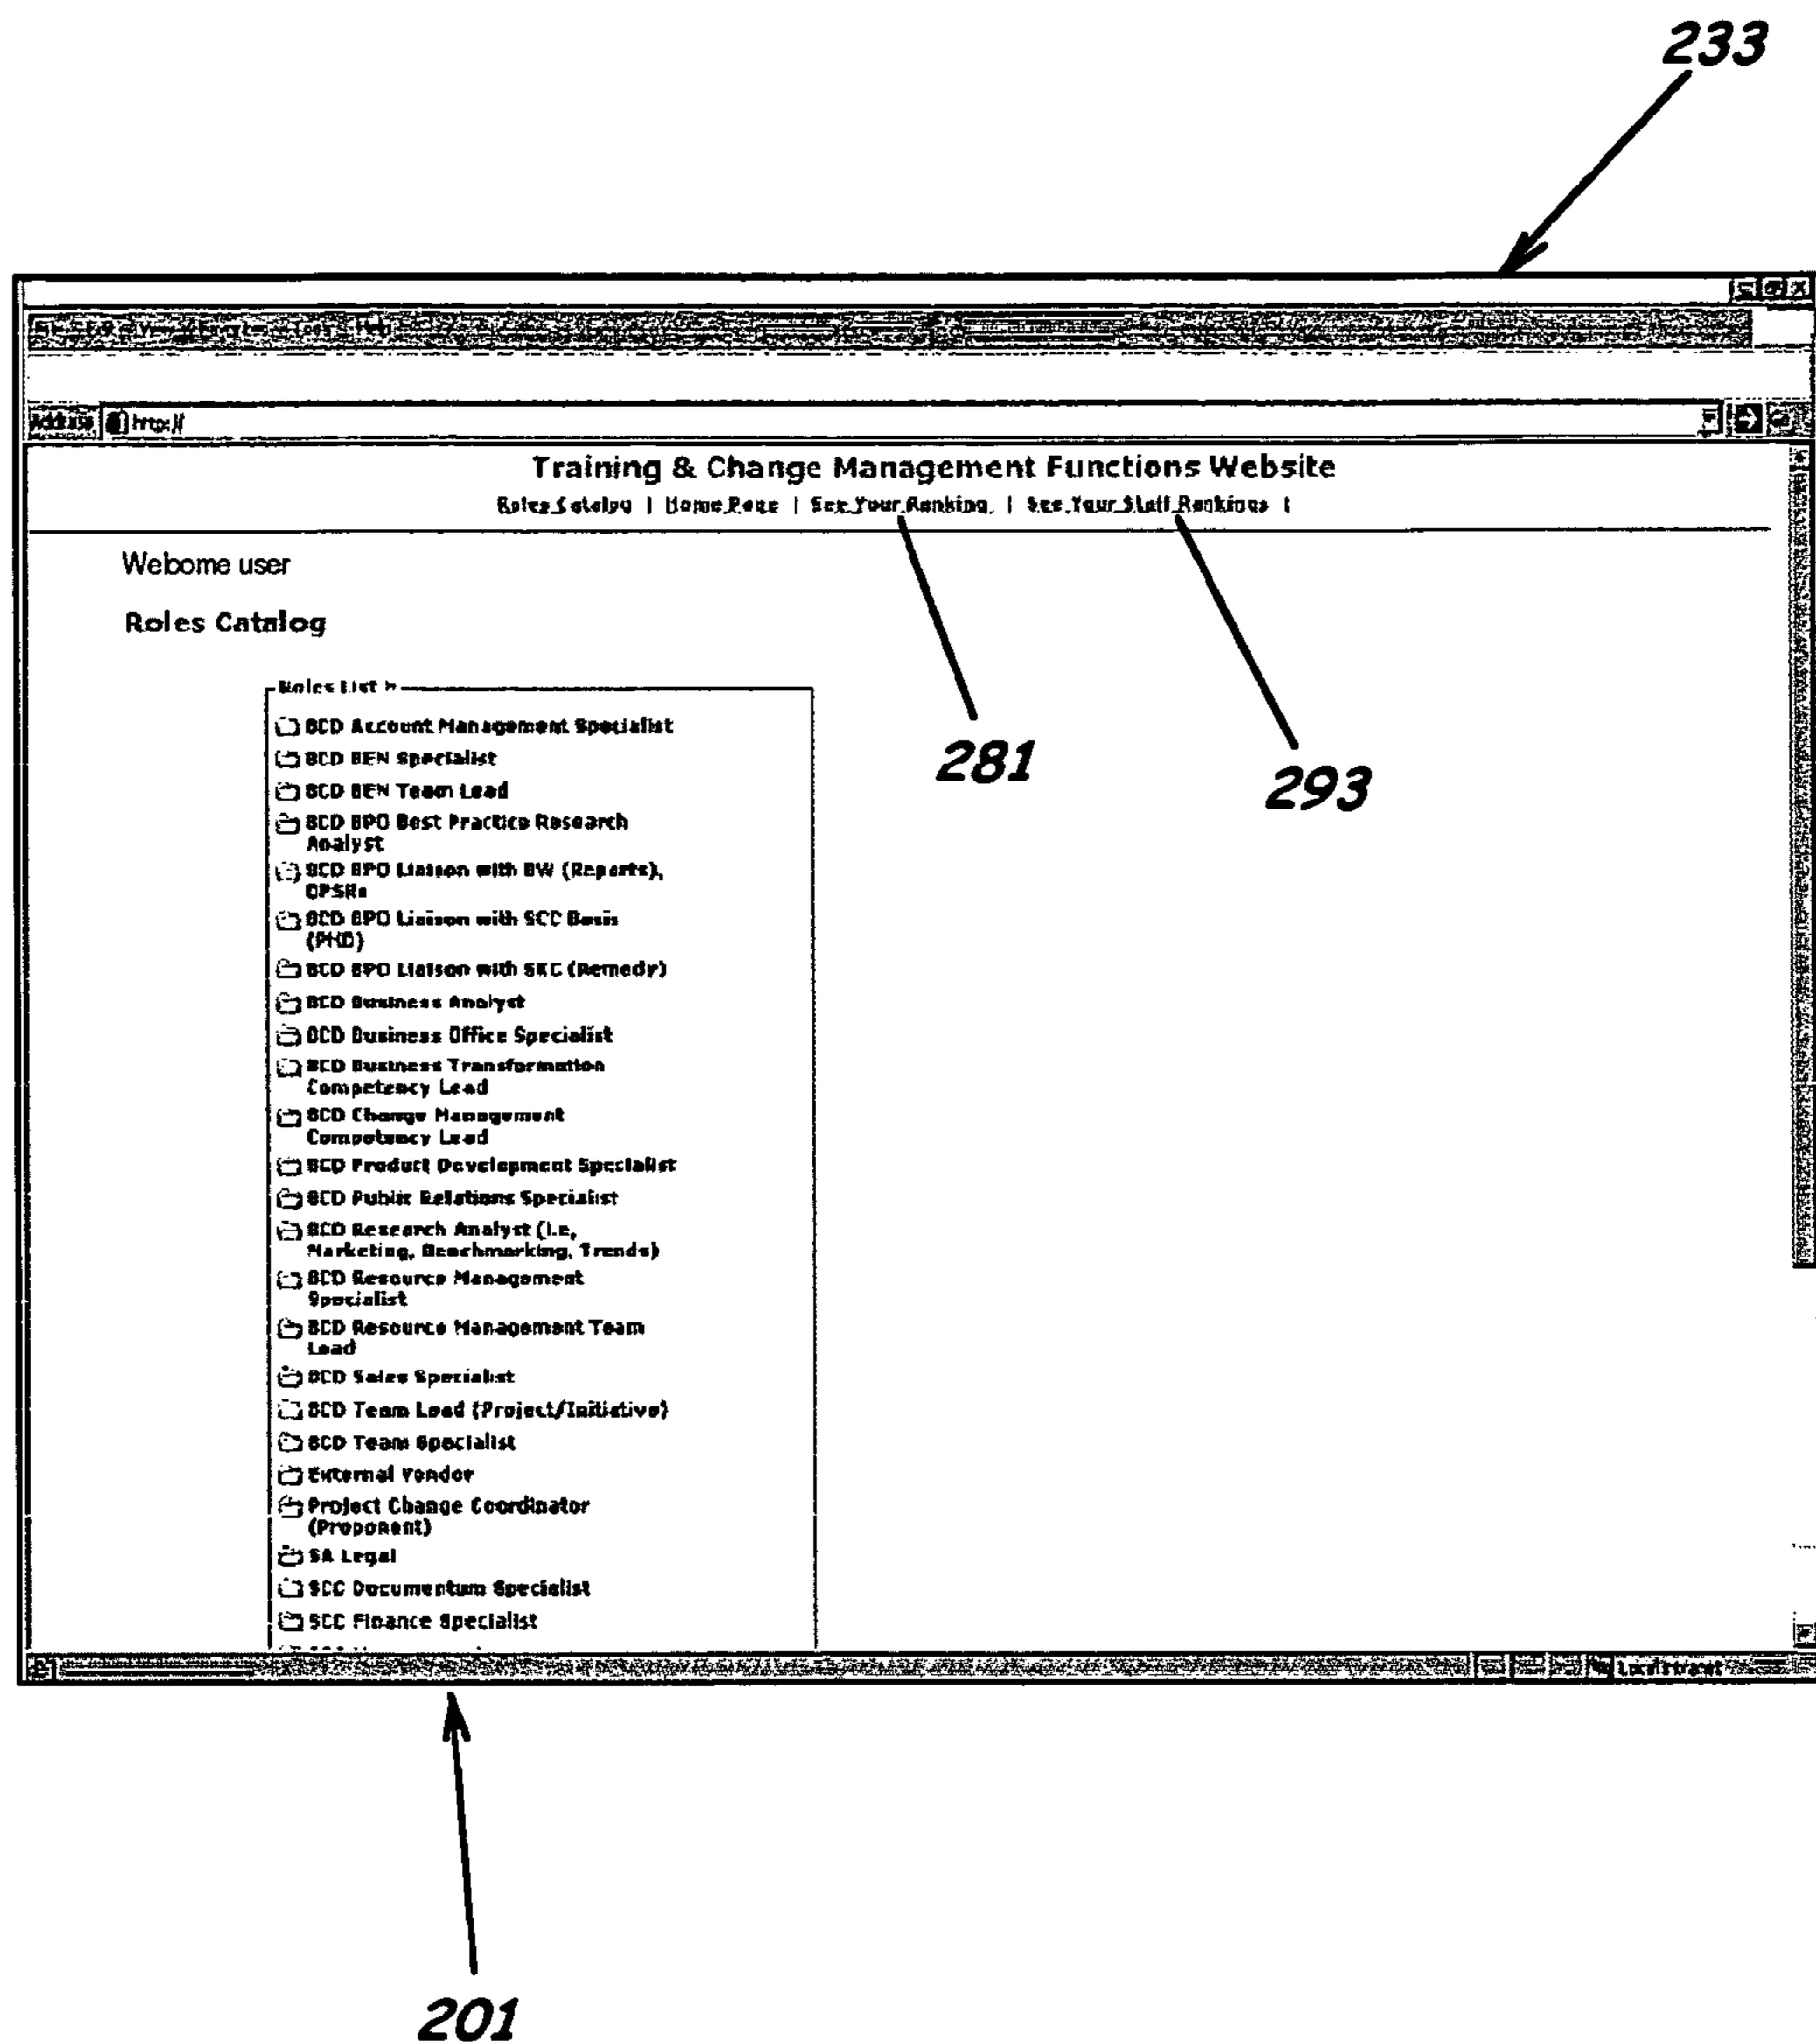 233
Address http://
Training & Change Management Functions Website
Roles Catalog | Home Page | See Your Ranking. | See Your Staff Rankings |
Welbome user
Roles Catalog
Roles List »
BCD Account Management Specialist
BCD BEN Specialist
BCD BEN Team Lead
BCD BPO Best Practice Research
Analyst
BCD BPO Liaison with BW (Reports),
OPSRs
BCD BPO Liaison with SCC Basis
(PHD)
BCD BPO Liaison with SKC (Remedy)
BCD Business Analyst
BCD Business Office Specialist
BCD Business Transformation
Competency Lead
BCD Change Management
Competency Lead
BCD Product Development Specialist
BCD Public Relations Specialist
BCD Research Analyst (i.e,
Marketing, Benchmarking, Trends)
BCD Resource Management
Specialist
BCD Resource Management Team
Lead
BCD Sales Specialist
BCD Team Lead (Project/Initiative)
BCD Team Specialist
External Vendor
Project Change Coordinator
(Proponent)
SA Legal
SCC Documentum Specialist
SCC Finance Specialist
281
293
Local intranet
201